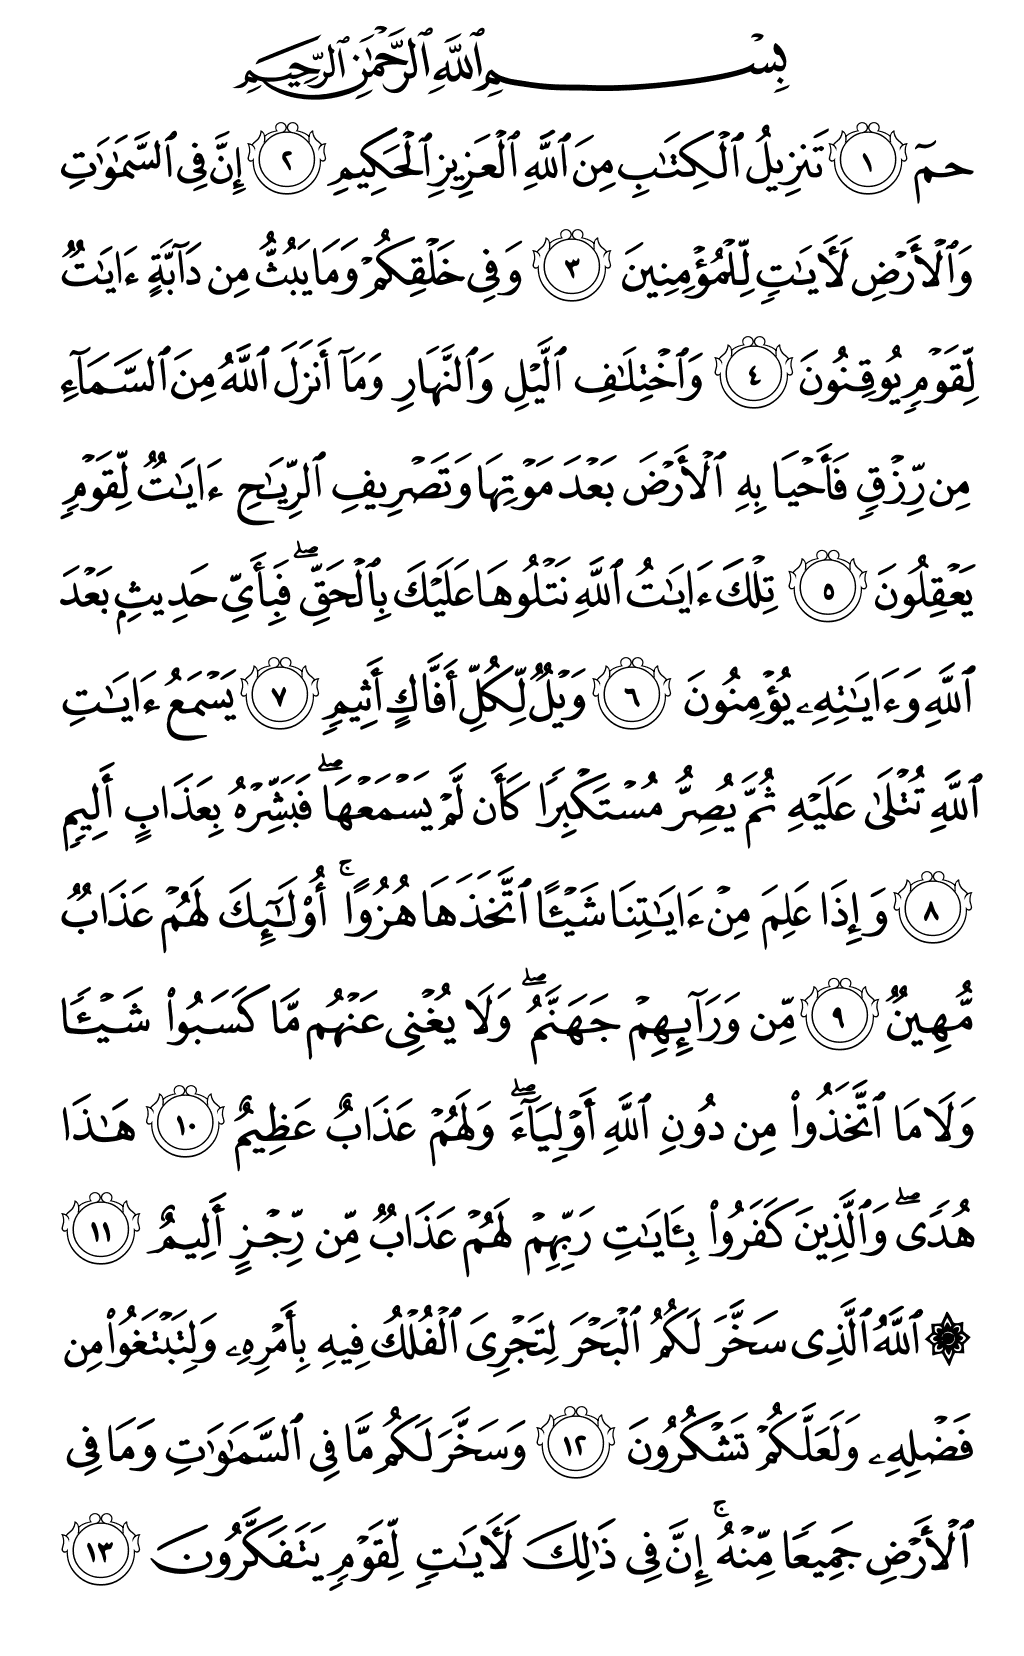 بِسْمِ ٱللَّهِ ٱلرَّحْمَٰنِ ٱلرَّحِيمِ
حمٓ ١ تَنزِيلُ ٱلْكِتَٰبِ مِنَ ٱللَّهِ ٱلْعَزِيزِ ٱلْحَكِيمِ ٢ إِنَّ فِى ٱلسَّمَٰوَٰتِ
وَٱلْأَرْضِ لَءَايَٰتٍ لِّلْمُؤْمِنِينَ ٣ وَفِى خَلْقِكُمْ وَمَا يَبُثُّ مِن دَآبَّةٍ ءَايَٰتٌ
لِّقَوْمٍ يُوقِنُونَ ٤ وَٱخْتِلَٰفِ ٱلَّيْلِ وَٱلنَّهَارِ وَمَآ أَنزَلَ ٱللَّهُ مِنَ ٱلسَّمَآءِ
مِن رِّزْقٍ فَأَحْيَا بِهِ ٱلْأَرْضَ بَعْدَ مَوْتِهَا وَتَصْرِيفِ ٱلرِّيَٰحِ ءَايَٰتٌ لِّقَوْمٍ
يَعْقِلُونَ ٥ تِلْكَ ءَايَٰتُ ٱللَّهِ نَتْلُوهَا عَلَيْكَ بِٱلْحَقِّ ۖ فَبِأَىِّ حَدِيثٍۭ بَعْدَ
ٱللَّهِ وَءَايَٰتِهِۦ يُؤْمِنُونَ ٦ وَيْلٌ لِّكُلِّ أَفَّاكٍ أَثِيمٍ ٧ يَسْمَعُ ءَايَٰتِ
ٱللَّهِ تُتْلَىٰ عَلَيْهِ ثُمَّ يُصِرُّ مُسْتَكْبِرًا كَأَن لَّمْ يَسْمَعْهَا ۖ فَبَشِّرْهُ بِعَذَابٍ أَلِيمٍ
٨ وَإِذَا عَلِمَ مِنْ ءَايَٰتِنَا شَيْـًٔا ٱتَّخَذَهَا هُزُوًا ۚ أُو۟لَٰٓئِكَ لَهُمْ عَذَابٌ
مُّهِينٌ ٩ مِّن وَرَآئِهِمْ جَهَنَّمُ ۖ وَلَا يُغْنِى عَنْهُم مَّا كَسَبُوا۟ شَيْـًٔا
وَلَا مَا ٱتَّخَذُوا۟ مِن دُونِ ٱللَّهِ أَوْلِيَآءَ ۖ وَلَهُمْ عَذَابٌ عَظِيمٌ ١٠ هَٰذَا
هُدًى ۖ وَٱلَّذِينَ كَفَرُوا۟ بِـَٔايَٰتِ رَبِّهِمْ لَهُمْ عَذَابٌ مِّن رِّجْزٍ أَلِيمٌ ١١
۞ ٱللَّهُ ٱلَّذِى سَخَّرَ لَكُمُ ٱلْبَحْرَ لِتَجْرِىَ ٱلْفُلْكُ فِيهِ بِأَمْرِهِۦ وَلِتَبْتَغُوا۟ مِن
فَضْلِهِۦ وَلَعَلَّكُمْ تَشْكُرُونَ ١٢ وَسَخَّرَ لَكُم مَّا فِى ٱلسَّمَٰوَٰتِ وَمَا فِى
ٱلْأَرْضِ جَمِيعًا مِّنْهُ ۚ إِنَّ فِى ذَٰلِكَ لَءَايَٰتٍ لِّقَوْمٍ يَتَفَكَّرُونَ ١٣